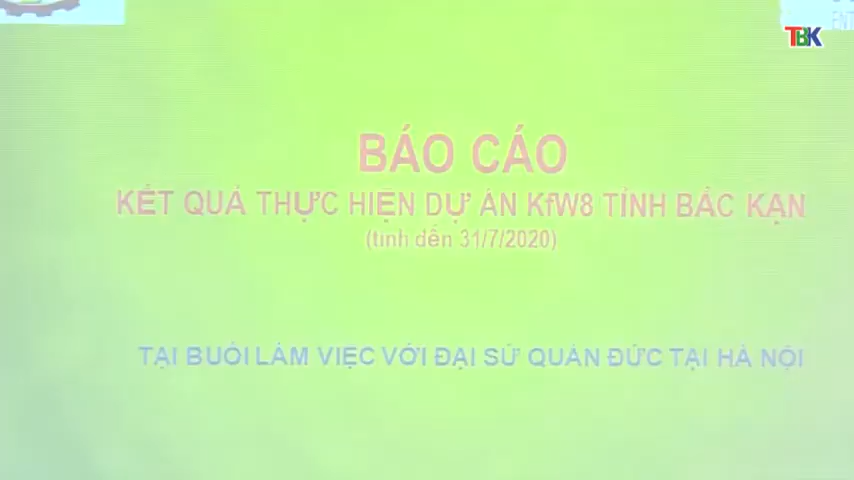 TBK
BÁO CÁO
KẾT QUẢ THỰC HIỆN DỰ ÁN KfW8 TỈNH BẮC KẠN
(tính đến 31/7/2020)
TẠI BUỔI LÀM VIỆC VỚI ĐẠI SỨ QUÁN ĐỨC TẠI HÀ NỘI